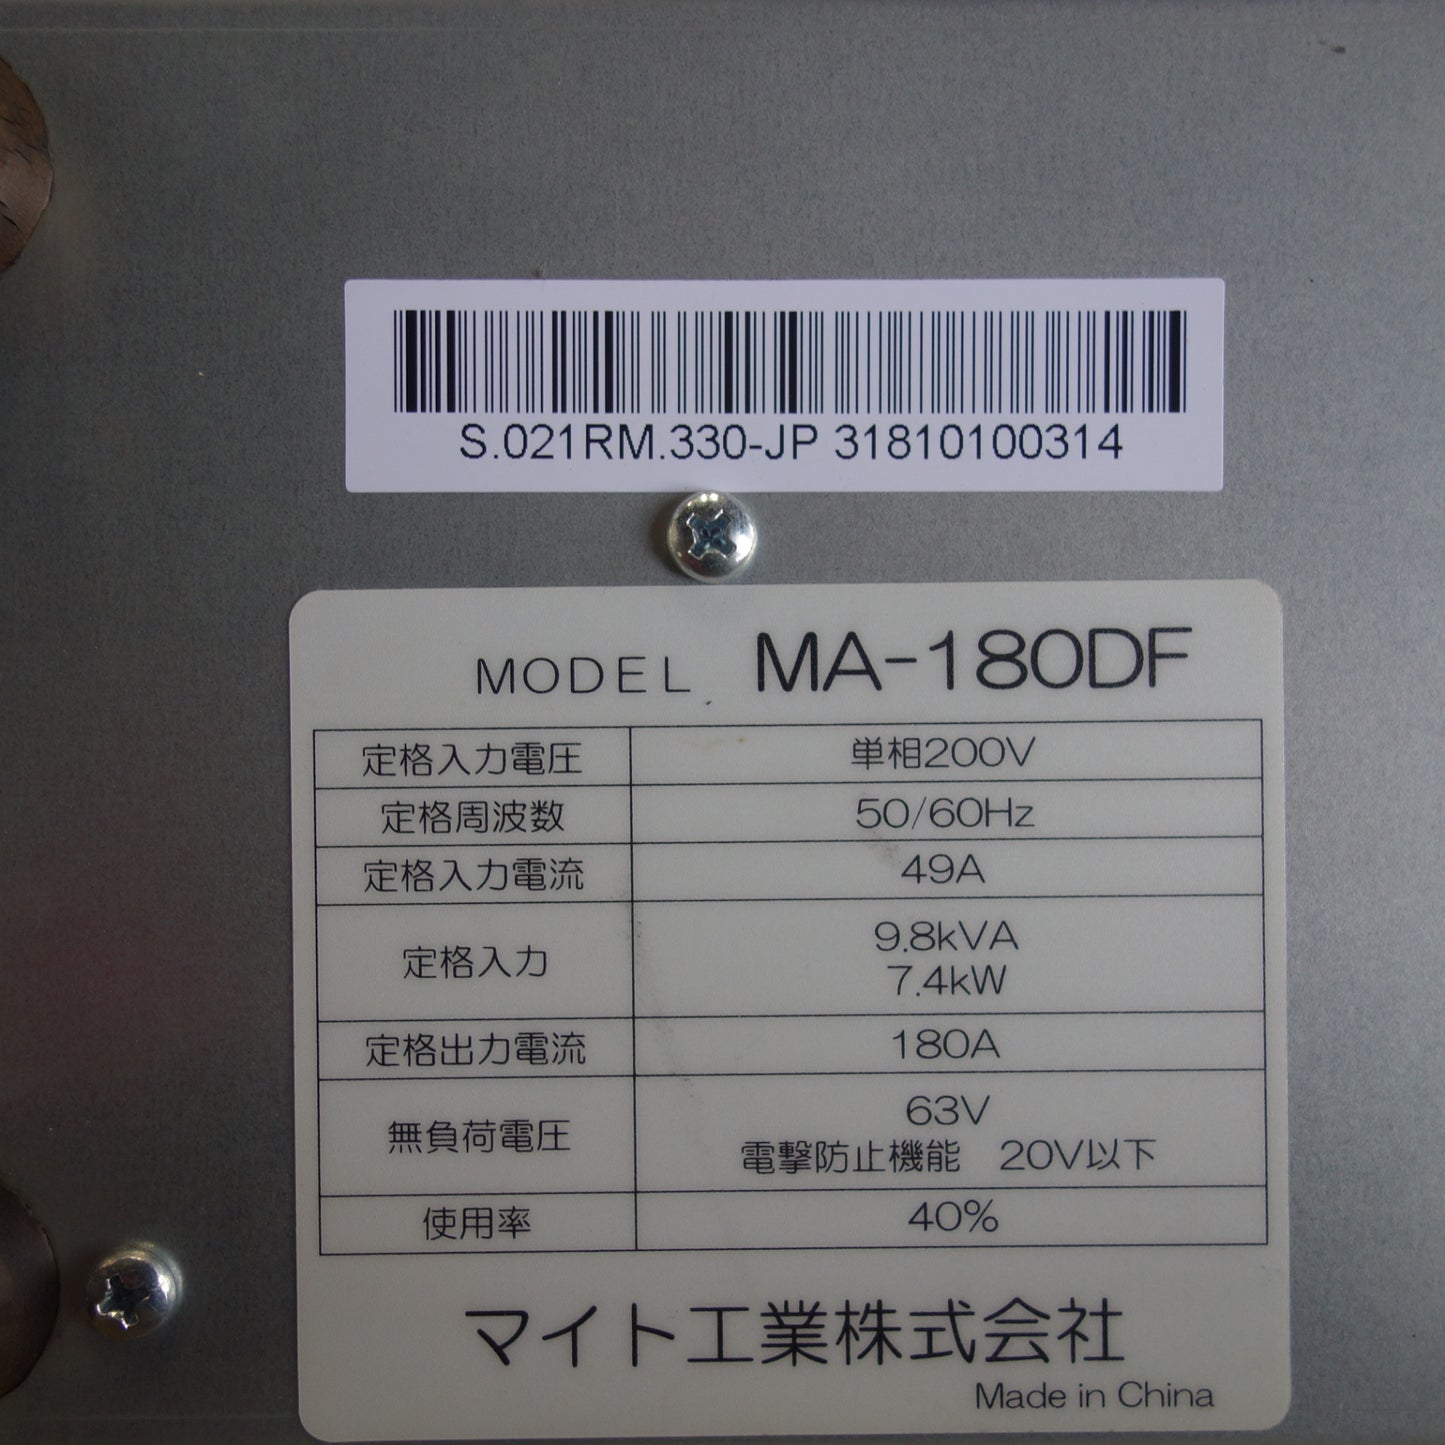 S.021RM.330-JP 31810100314
MODEL MA-180DF
定格入力電圧 単相200V
定格周波数 50/60Hz
定格入力電流 49A
定格入力 9.8kVA
7.4kW
定格出力電流 180A
無負荷電圧 63V
電撃防止機能 20V以下
使用率 40%
マイト工業株式会社
Made in China